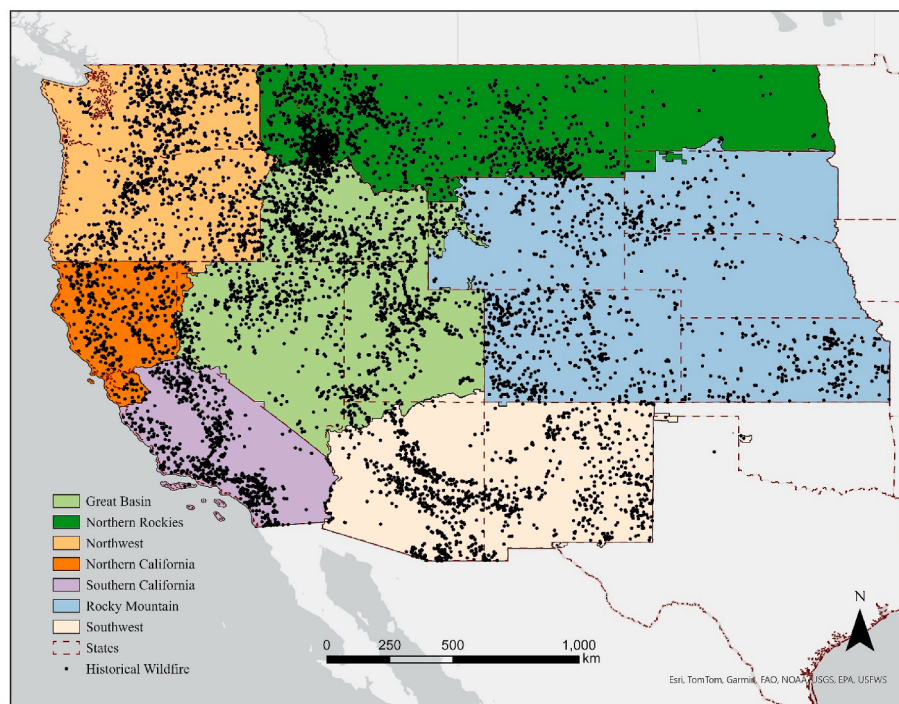 Great Basin
Northern Rockies
Northwest
Northern California
Southern California
Rocky Mountain
Southwest
States
Historical Wildfire
0 250 500 1,000
km
N
Esri, TomTom, Garmin, FAO, NOAA, USGS, EPA, USFWS